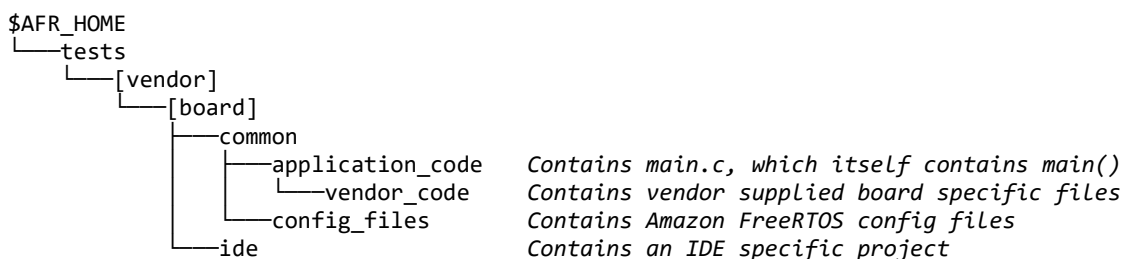 $AFR_HOME
└───tests
    └───[vendor]
        └───[board]
            ├───common
            │   ├───application_code   Contains main.c, which itself contains main()
            │   │   └───vendor_code    Contains vendor supplied board specific files
            │   └───config_files       Contains Amazon FreeRTOS config files
            └───ide                    Contains an IDE specific project